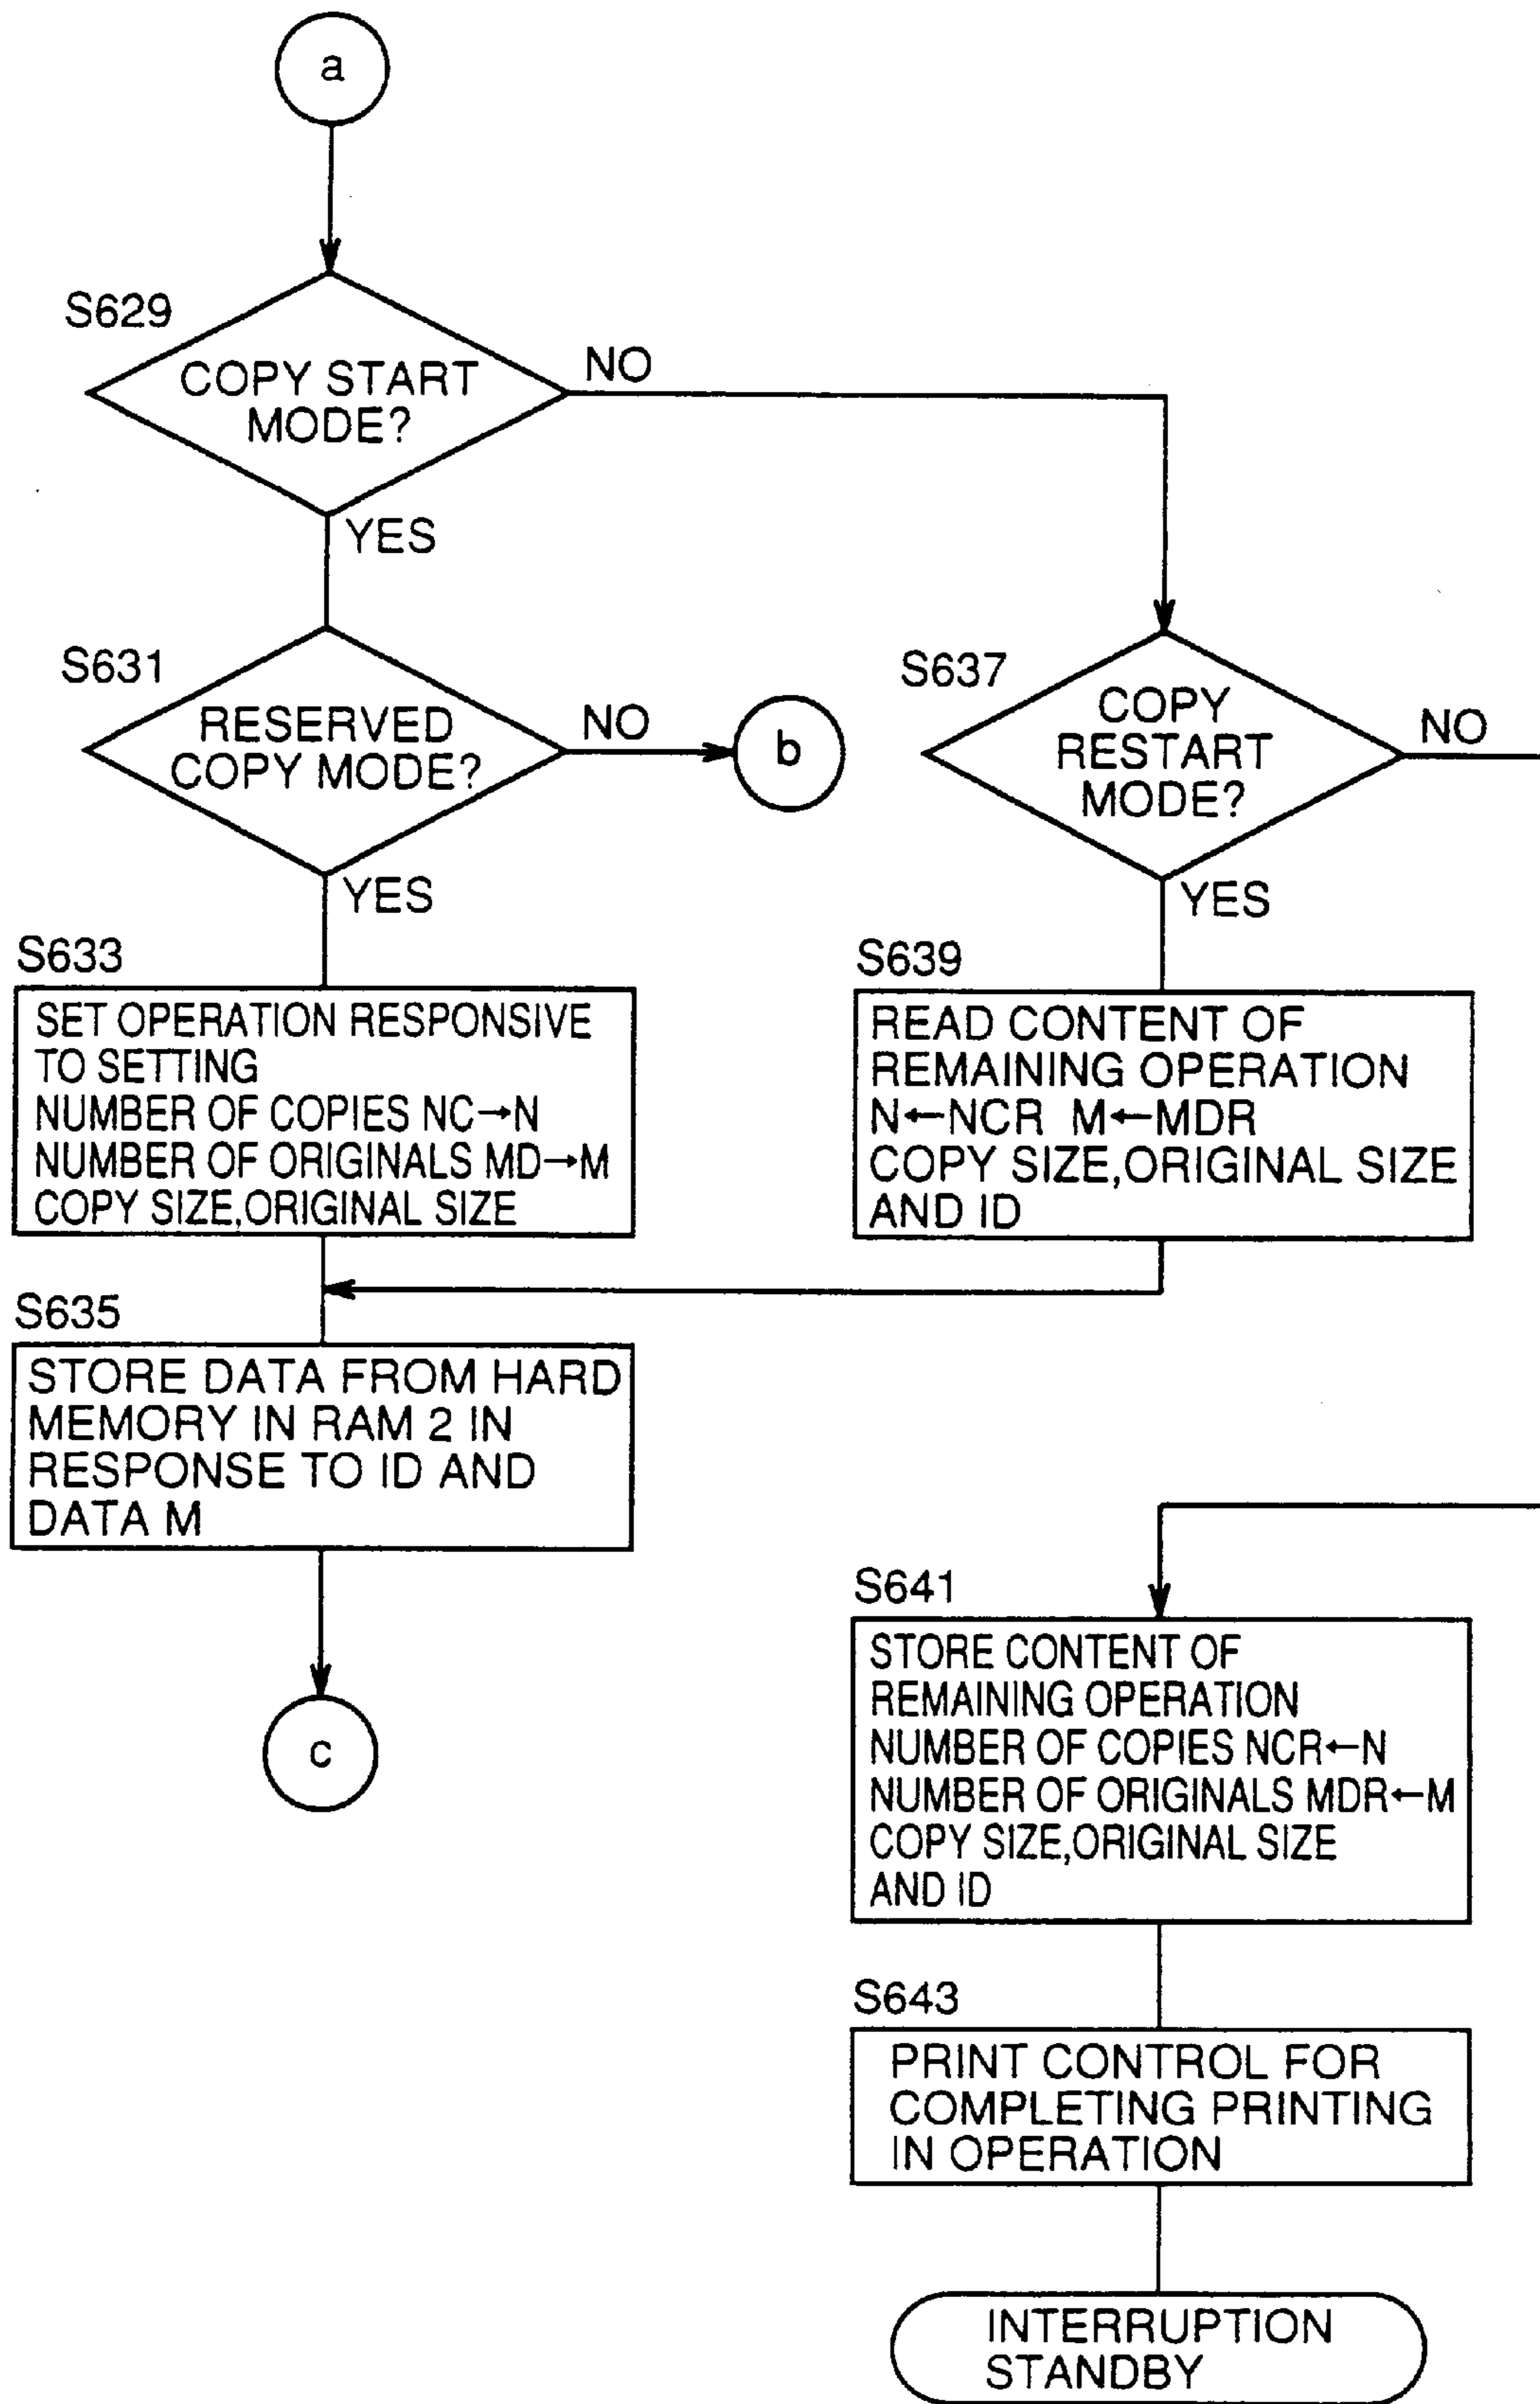 a
S629
COPY START
MODE?
NO
YES
S631
RESERVED
COPY MODE?
NO
b
YES
S637
COPY
RESTART
MODE?
NO
YES
S633
SET OPERATION RESPONSIVE
TO SETTING
NUMBER OF COPIES NC→N
NUMBER OF ORIGINALS MD→M
COPY SIZE,ORIGINAL SIZE
S639
READ CONTENT OF
REMAINING OPERATION
N←NCR M←MDR
COPY SIZE,ORIGINAL SIZE
AND ID
S635
STORE DATA FROM HARD
MEMORY IN RAM 2 IN
RESPONSE TO ID AND
DATA M
c
S641
STORE CONTENT OF
REMAINING OPERATION
NUMBER OF COPIES NCR←N
NUMBER OF ORIGINALS MDR←M
COPY SIZE,ORIGINAL SIZE
AND ID
S643
PRINT CONTROL FOR
COMPLETING PRINTING
IN OPERATION
INTERRUPTION
STANDBY